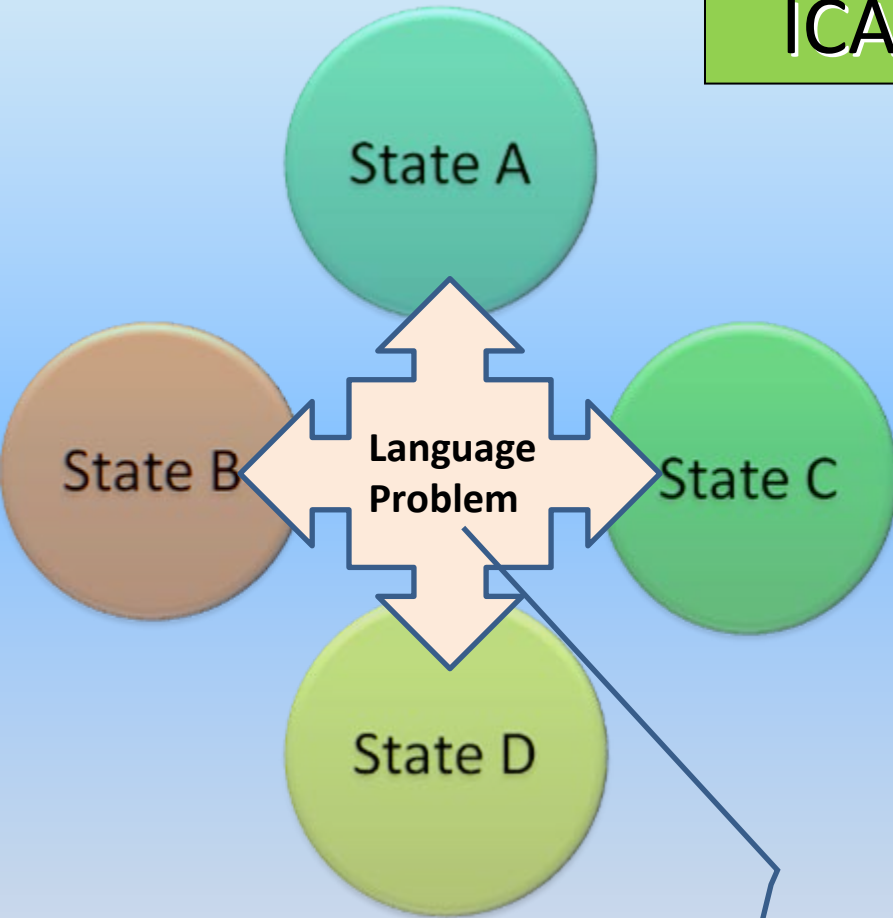 ICA
State A
State B
Language
Problem
State C
State D